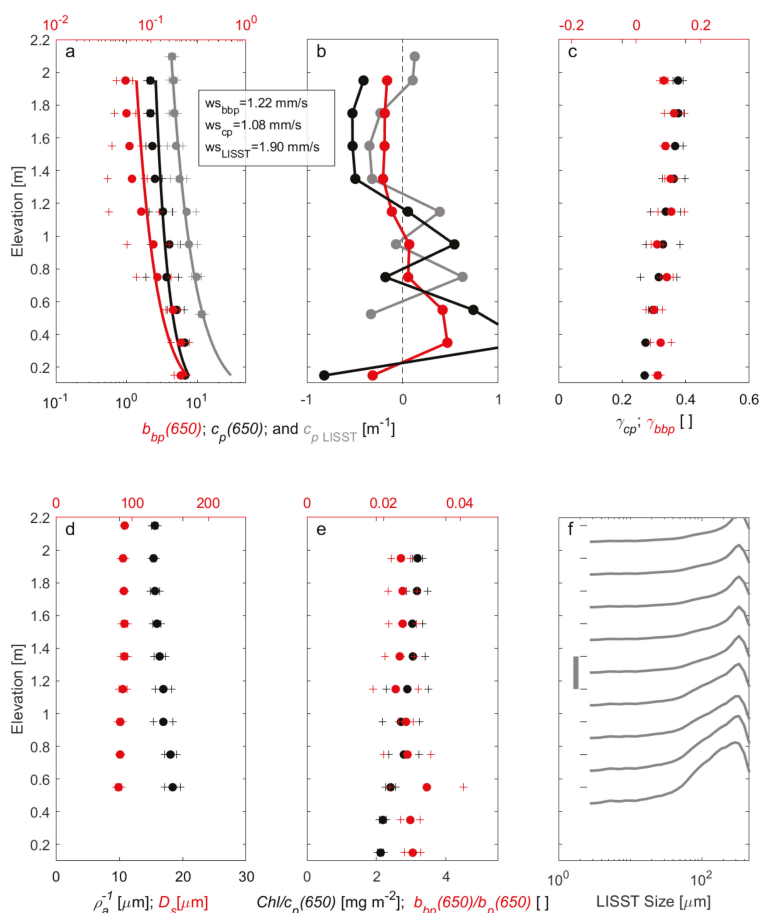 10^-2 10^-1 10^0
-0.2 0 0.2
a
b
c
2.2
2
1.8
1.6
1.4
1.2
1
0.8
0.6
0.4
0.2
Elevation [m]
ws_bbp=1.22 mm/s
ws_cp=1.08 mm/s
ws_LISST=1.90 mm/s
10^-1 10^0 10^1
-1 0 1
0 0.2 0.4 0.6
b_bp(650); c_p(650); and c_p LISST [m^-1]
γ_cp; γ_bbp [ ]
0 100 200
0 0.02 0.04
d
e
f
2.2
2
1.8
1.6
1.4
1.2
1
0.8
0.6
0.4
0.2
Elevation [m]
0 10 20 30
0 2 4
10^0 10^2
ρ_a^-1 [μm]; D_s[μm]
Chl/c_p(650) [mg m^-2]; b_bp(650)/b_p(650) [ ]
LISST Size [μm]